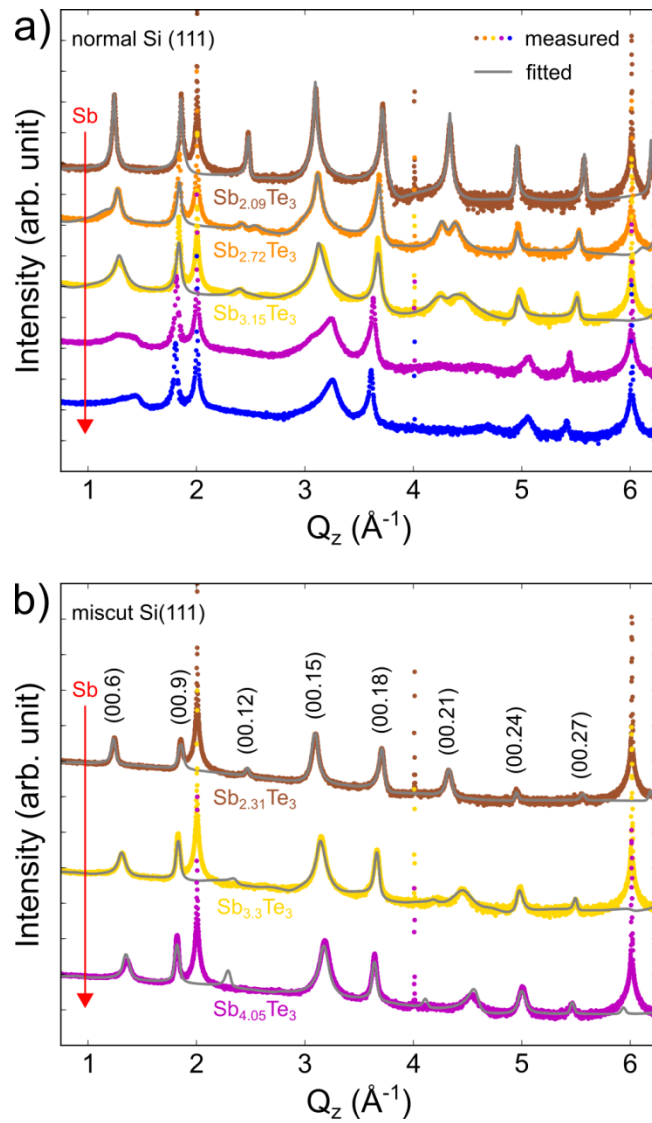 a)
normal Si (111)
measured
fitted
Sb
Sb2.09Te3
Sb2.72Te3
Sb3.15Te3
Intensity (arb. unit)
1 2 3 4 5 6
Qz (Å-1)
b)
miscut Si(111)
Sb
(00.6) (00.9) (00.12) (00.15) (00.18) (00.21) (00.24) (00.27)
Sb2.31Te3
Sb3.3Te3
Sb4.05Te3
Intensity (arb. unit)
1 2 3 4 5 6
Qz (Å-1)